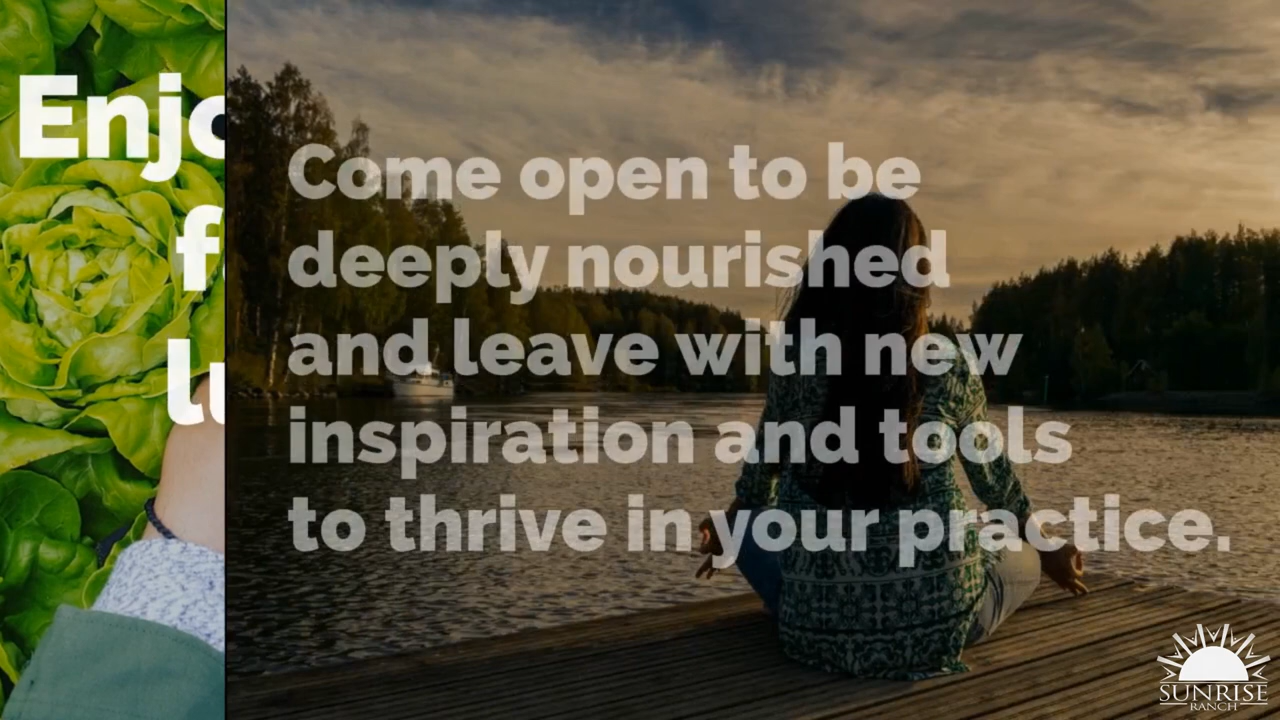 Enjo
f
Come open to be
deeply nourished
and leave with new
inspiration and tools
to thrive in your practice.
SUNRISE
RANCH